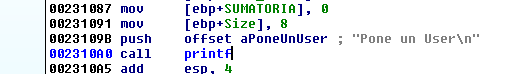 00231087 mov [ebp+SUMATORIA], 0
00231091 mov [ebp+Size], 8
0023109B push offset aPoneUnUser ; "Pone un User\n"
002310A0 call printf
002310A5 add esp, 4